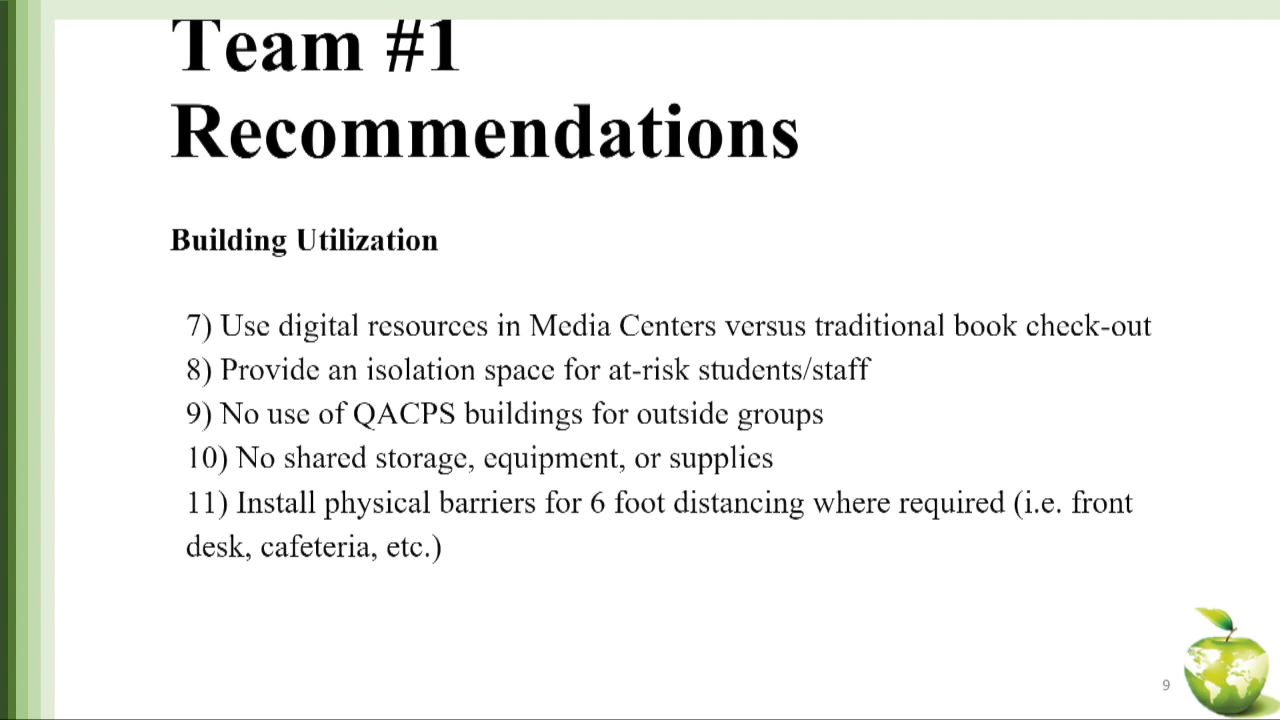 Team #1
Recommendations
Building Utilization
7) Use digital resources in Media Centers versus traditional book check-out
8) Provide an isolation space for at-risk students/staff
9) No use of QACPS buildings for outside groups
10) No shared storage, equipment, or supplies
11) Install physical barriers for 6 foot distancing where required (i.e. front
desk, cafeteria, etc.)
9